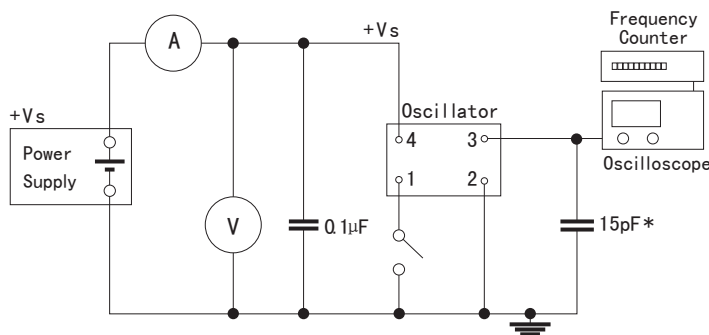 Frequency
Counter
A
+Vs
+Vs
Oscillator
Power
Supply
4
3
1
2
Oscilloscope
V
0.1μF
15pF*